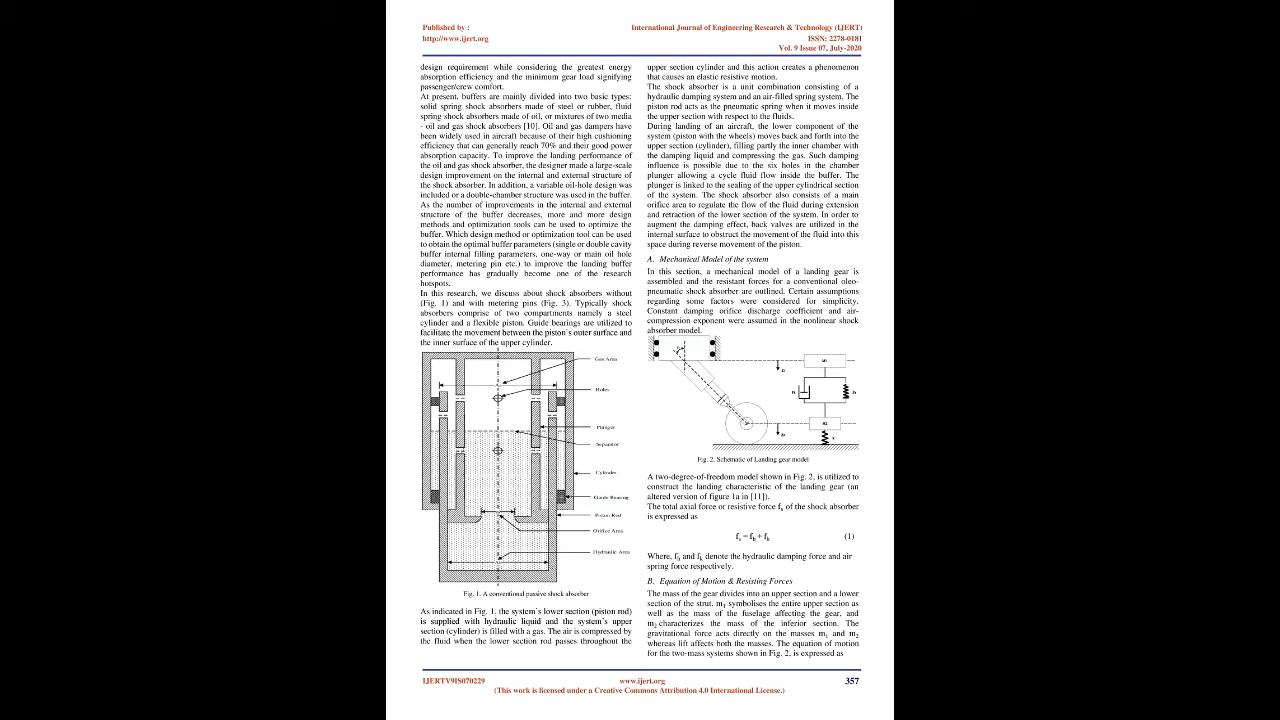 Published by :
http://www.ijert.org
International Journal of Engineering Research & Technology (IJERT)
ISSN: 2278-0181
Vol. 9 Issue 07, July-2020
design requirement while considering the greatest energy
absorption efficiency and the minimum gear load signifying
passenger/crew comfort.
At present, buffers are mainly divided into two basic types:
solid spring shock absorbers made of steel or rubber, fluid
spring shock absorbers made of oil, or mixtures of two media
- oil and gas shock absorbers [10]. Oil and gas dampers have
been widely used in aircraft because of their high cushioning
efficiency that can generally reach 70% and their good power
absorption capacity. To improve the landing performance of
the oil and gas shock absorber, the designer made a large-scale
design improvement on the internal and external structure of
the shock absorber. In addition, a variable oil-hole design was
included or a double-chamber structure was used in the buffer.
As the number of improvements in the internal and external
structure of the buffer decreases, more and more design
methods and optimization tools can be used to optimize the
buffer. Which design method or optimization tool can be used
to obtain the optimal buffer parameters (single or double cavity
buffer internal filling parameters, one-way or main oil hole
diameter, metering pin etc.) to improve the landing buffer
performance has gradually become one of the research
hotspots.
In this research, we discuss about shock absorbers without
(Fig. 1) and with metering pins (Fig. 3). Typically shock
absorbers comprise of two compartments namely a steel
cylinder and a flexible piston. Guide bearings are utilized to
facilitate the movement between the piston's outer surface and
the inner surface of the upper cylinder.
Gas Area
Holes
Plunger
Separator
Cylinder
Guide Bearing
Piston Rod
Orifice Area
Hydraulic Area
Fig. 1. A conventional passive shock absorber
As indicated in Fig. 1, the system's lower section (piston rod)
is supplied with hydraulic liquid and the system's upper
section (cylinder) is filled with a gas. The air is compressed by
the fluid when the lower section rod passes throughout the
upper section cylinder and this action creates a phenomenon
that causes an elastic resistive motion.
The shock absorber is a unit combination consisting of a
hydraulic damping system and an air-filled spring system. The
piston rod acts as the pneumatic spring when it moves inside
the upper section with respect to the fluids.
During landing of an aircraft, the lower component of the
system (piston with the wheels) moves back and forth into the
upper section (cylinder), filling partly the inner chamber with
the damping liquid and compressing the gas. Such damping
influence is possible due to the six holes in the chamber
plunger allowing a cycle fluid flow inside the buffer. The
plunger is linked to the sealing of the upper cylindrical section
of the system. The shock absorber also consists of a main
orifice area to regulate the flow of the fluid during extension
and retraction of the lower section of the system. In order to
augment the damping effect, back valves are utilized in the
internal surface to obstruct the movement of the fluid into this
space during reverse movement of the piston.
A. Mechanical Model of the system
In this section, a mechanical model of a landing gear is
assembled and the resistant forces for a conventional oleo-
pneumatic shock absorber are outlined. Certain assumptions
regarding some factors were considered for simplicity.
Constant damping orifice discharge coefficient and air-
compression exponent were assumed in the nonlinear shock
absorber model.
Fig. 2. Schematic of Landing gear model
A two-degree-of-freedom model shown in Fig. 2, is utilized to
construct the landing characteristic of the landing gear (an
altered version of figure 1a in [11]).
The total axial force or resistive force fs of the shock absorber
is expressed as
fs = fh + fk (1)
Where, fh and fk denote the hydraulic damping force and air
spring force respectively.
B. Equation of Motion & Resisting Forces
The mass of the gear divides into an upper section and a lower
section of the strut. m1 symbolises the entire upper section as
well as the mass of the fuselage affecting the gear, and
m2 characterizes the mass of the inferior section. The
gravitational force acts directly on the masses m1 and m2
whereas lift affects both the masses. The equation of motion
for the two-mass systems shown in Fig. 2, is expressed as
IJERTV9IS070229
www.ijert.org
357
(This work is licensed under a Creative Commons Attribution 4.0 International License.)